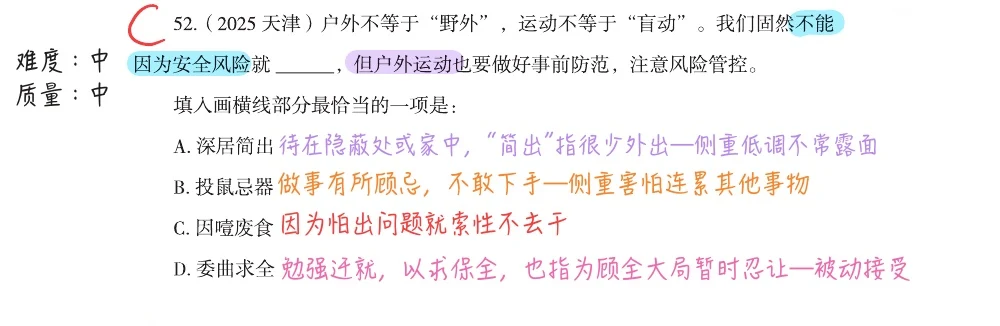 C 52.（2025 天津）户外不等于“野外”，运动不等于“盲动”。我们固然不能
难度：中
因为安全风险就 ______，但户外运动也要做好事前防范，注意风险管控。
质量：中
填入画横线部分最恰当的一项是：
A. 深居简出 待在隐蔽处或家中，“简出”指很少外出—侧重低调不常露面
B. 投鼠忌器 做事有所顾忌，不敢下手—侧重害怕连累其他事物
C. 因噎废食 因为怕出问题就索性不去干
D. 委曲求全 勉强迁就，以求保全，也指为顾全大局暂时忍让—被动接受